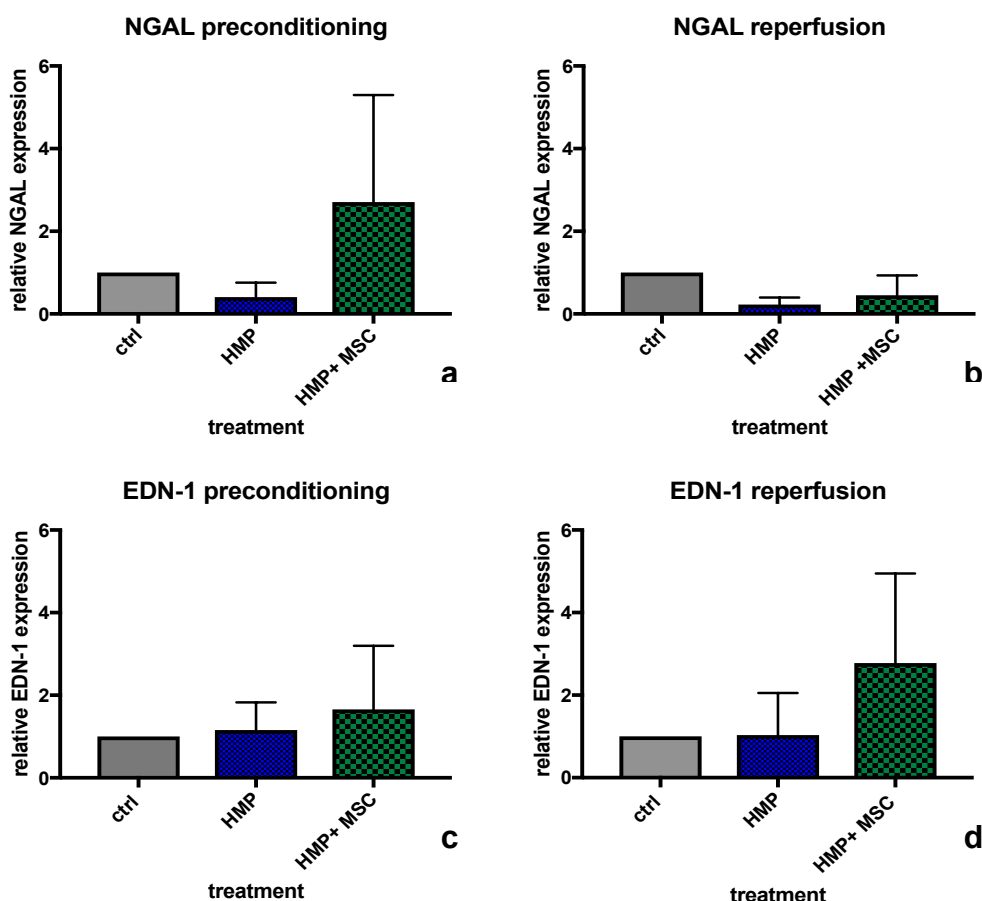 NGAL preconditioning
relative NGAL expression
6
4
2
0
ctrl
HMP
HMP+ MSC
treatment
a
NGAL reperfusion
relative NGAL expression
6
4
2
0
ctrl
HMP
HMP +MSC
treatment
b
EDN-1 preconditioning
relative EDN-1 expression
6
4
2
0
ctrl
HMP
HMP+ MSC
treatment
c
EDN-1 reperfusion
relative EDN-1 expression
6
4
2
0
ctrl
HMP
HMP+ MSC
treatment
d